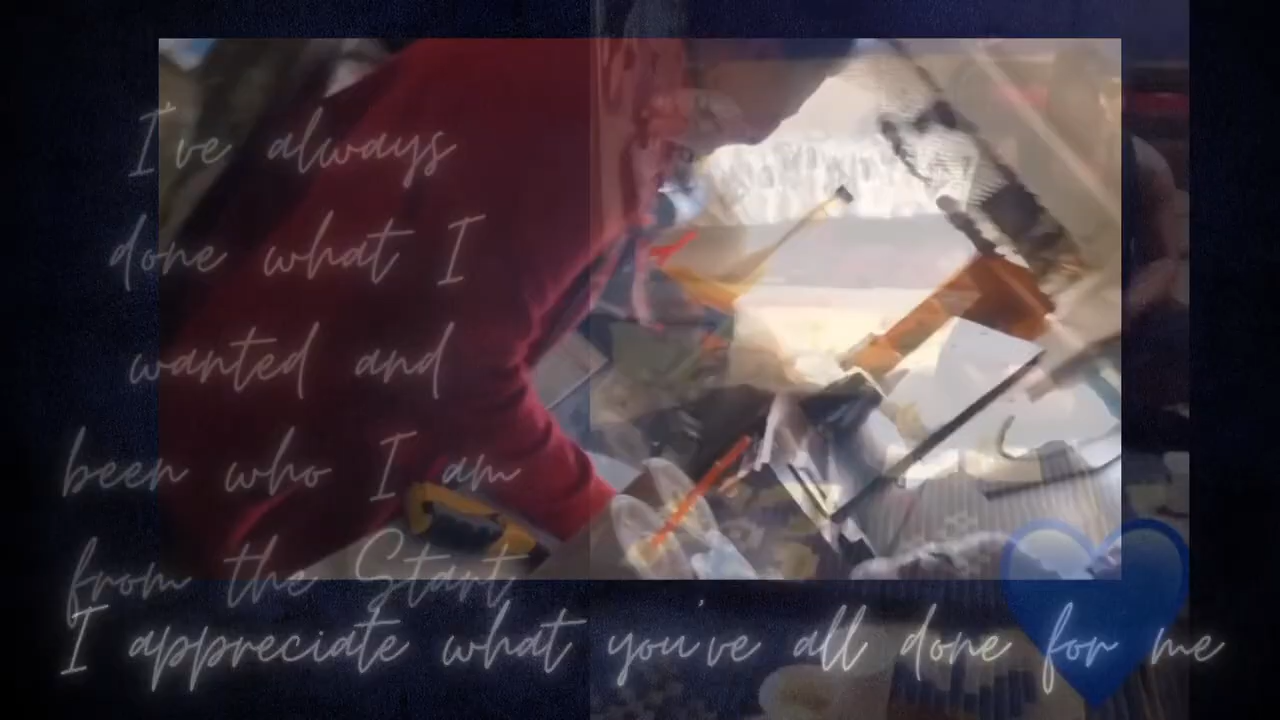 I've always
done what I
wanted and
been who I am
from the Start
I appreciate what you've all done for me